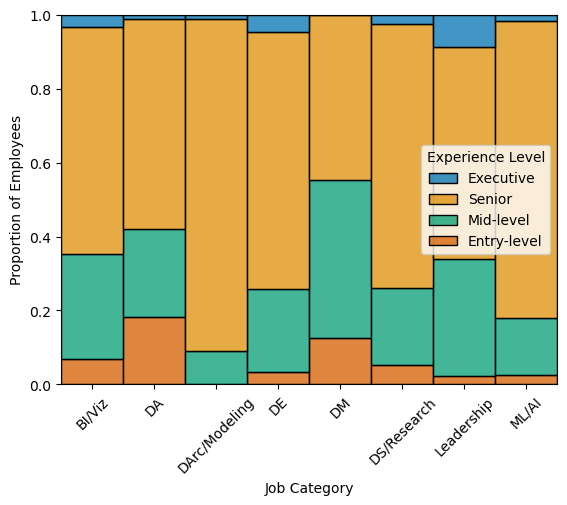 1.0
0.8
0.6
0.4
0.2
0.0
Proportion of Employees
Experience Level
Executive
Senior
Mid-level
Entry-level
BI/Viz
DA
DArc/Modeling
DE
DM
DS/Research
Leadership
ML/AI
Job Category